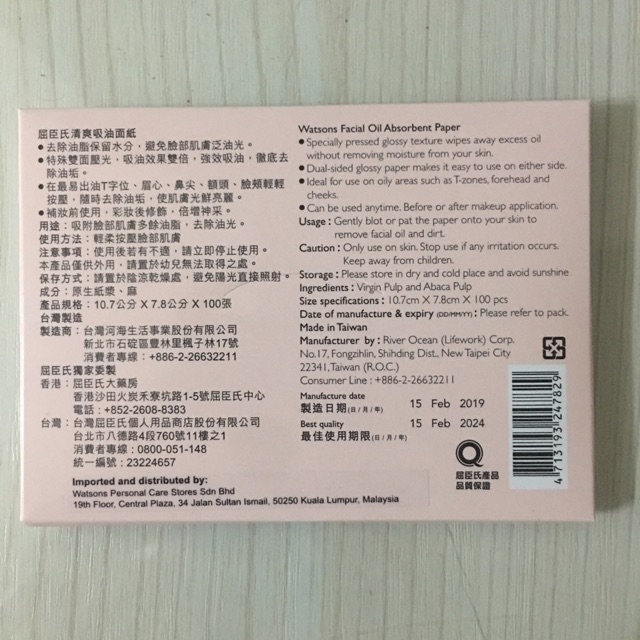 屈臣氏清爽吸油面紙
• 去除油脂保留水分，避免臉部肌膚泛油光。
• 特殊雙面壓光，吸油效果雙倍，強效吸油，徹底去
除油垢。
• 在最易出油T字位、眉心、鼻尖、額頭、臉頰輕輕
按壓，隨時去除油垢，使肌膚光鮮亮麗。
• 補妝前使用，彩妝後修飾，倍增神采。
用途：吸附臉部肌膚多餘油脂，去除油光。
使用方法：輕柔按壓臉部肌膚
注意事項：使用後若有不適，請立即停止使用。
本產品僅供外用，請置於幼兒無法取得之處。
保存方式：請置於陰涼乾燥處，避免陽光直接照射。
成分：原生紙漿、麻
產品規格：10.7公分 X 7.8公分 X 100張
台灣製造
製造商：台灣河海生活事業股份有限公司
新北市石碇區豐林里楓子林17號
消費者專線：+886-2-26632211
屈臣氏獨家委製
香港：屈臣氏大藥房
香港沙田火炭禾寮坑路1-5號屈臣氏中心
電話：+852-2608-8383
台灣：台灣屈臣氏個人用品商店股份有限公司
台北市八德路4段760號11樓之1
消費者專線：0800-051-148
統一編號：23224657
Imported and distributed by:
Watsons Personal Care Stores Sdn Bhd
19th Floor, Central Plaza, 34 Jalan Sultan Ismail, 50250 Kuala Lumpur, Malaysia
Watsons Facial Oil Absorbent Paper
• Specially pressed glossy texture wipes away excess oil
without removing moisture from your skin.
• Dual-sided glossy paper makes it easy to use on either side.
• Ideal for use on oily areas such as T-zones, forehead and
cheeks.
• Can be used anytime. Before or after makeup application.
Usage : Gently blot or pat the paper onto your skin to
remove facial oil and dirt.
Caution : Only use on skin. Stop use if any irritation occurs.
Keep away from children.
Storage : Please store in dry and cold place and avoid sunshine
Ingredients : Virgin Pulp and Abaca Pulp
Size specifications : 10.7cm X 7.8cm X 100 pcs
Date of manufacture & expiry (DD/MM/YY) : Please refer to pack.
Made in Taiwan
Manufacturer by : River Ocean (Lifework) Corp.
No.17, Fongzihlin, Shihding Dist., New Taipei City
22341,Taiwan (R.O.C.)
Consumer Line : +886-2-26632211
Manufacture date
製造日期(日/月/年) 15 Feb 2019
Best quality
最佳使用期限(日/月/年) 15 Feb 2024
屈臣氏產品
品質保證
4713193247829